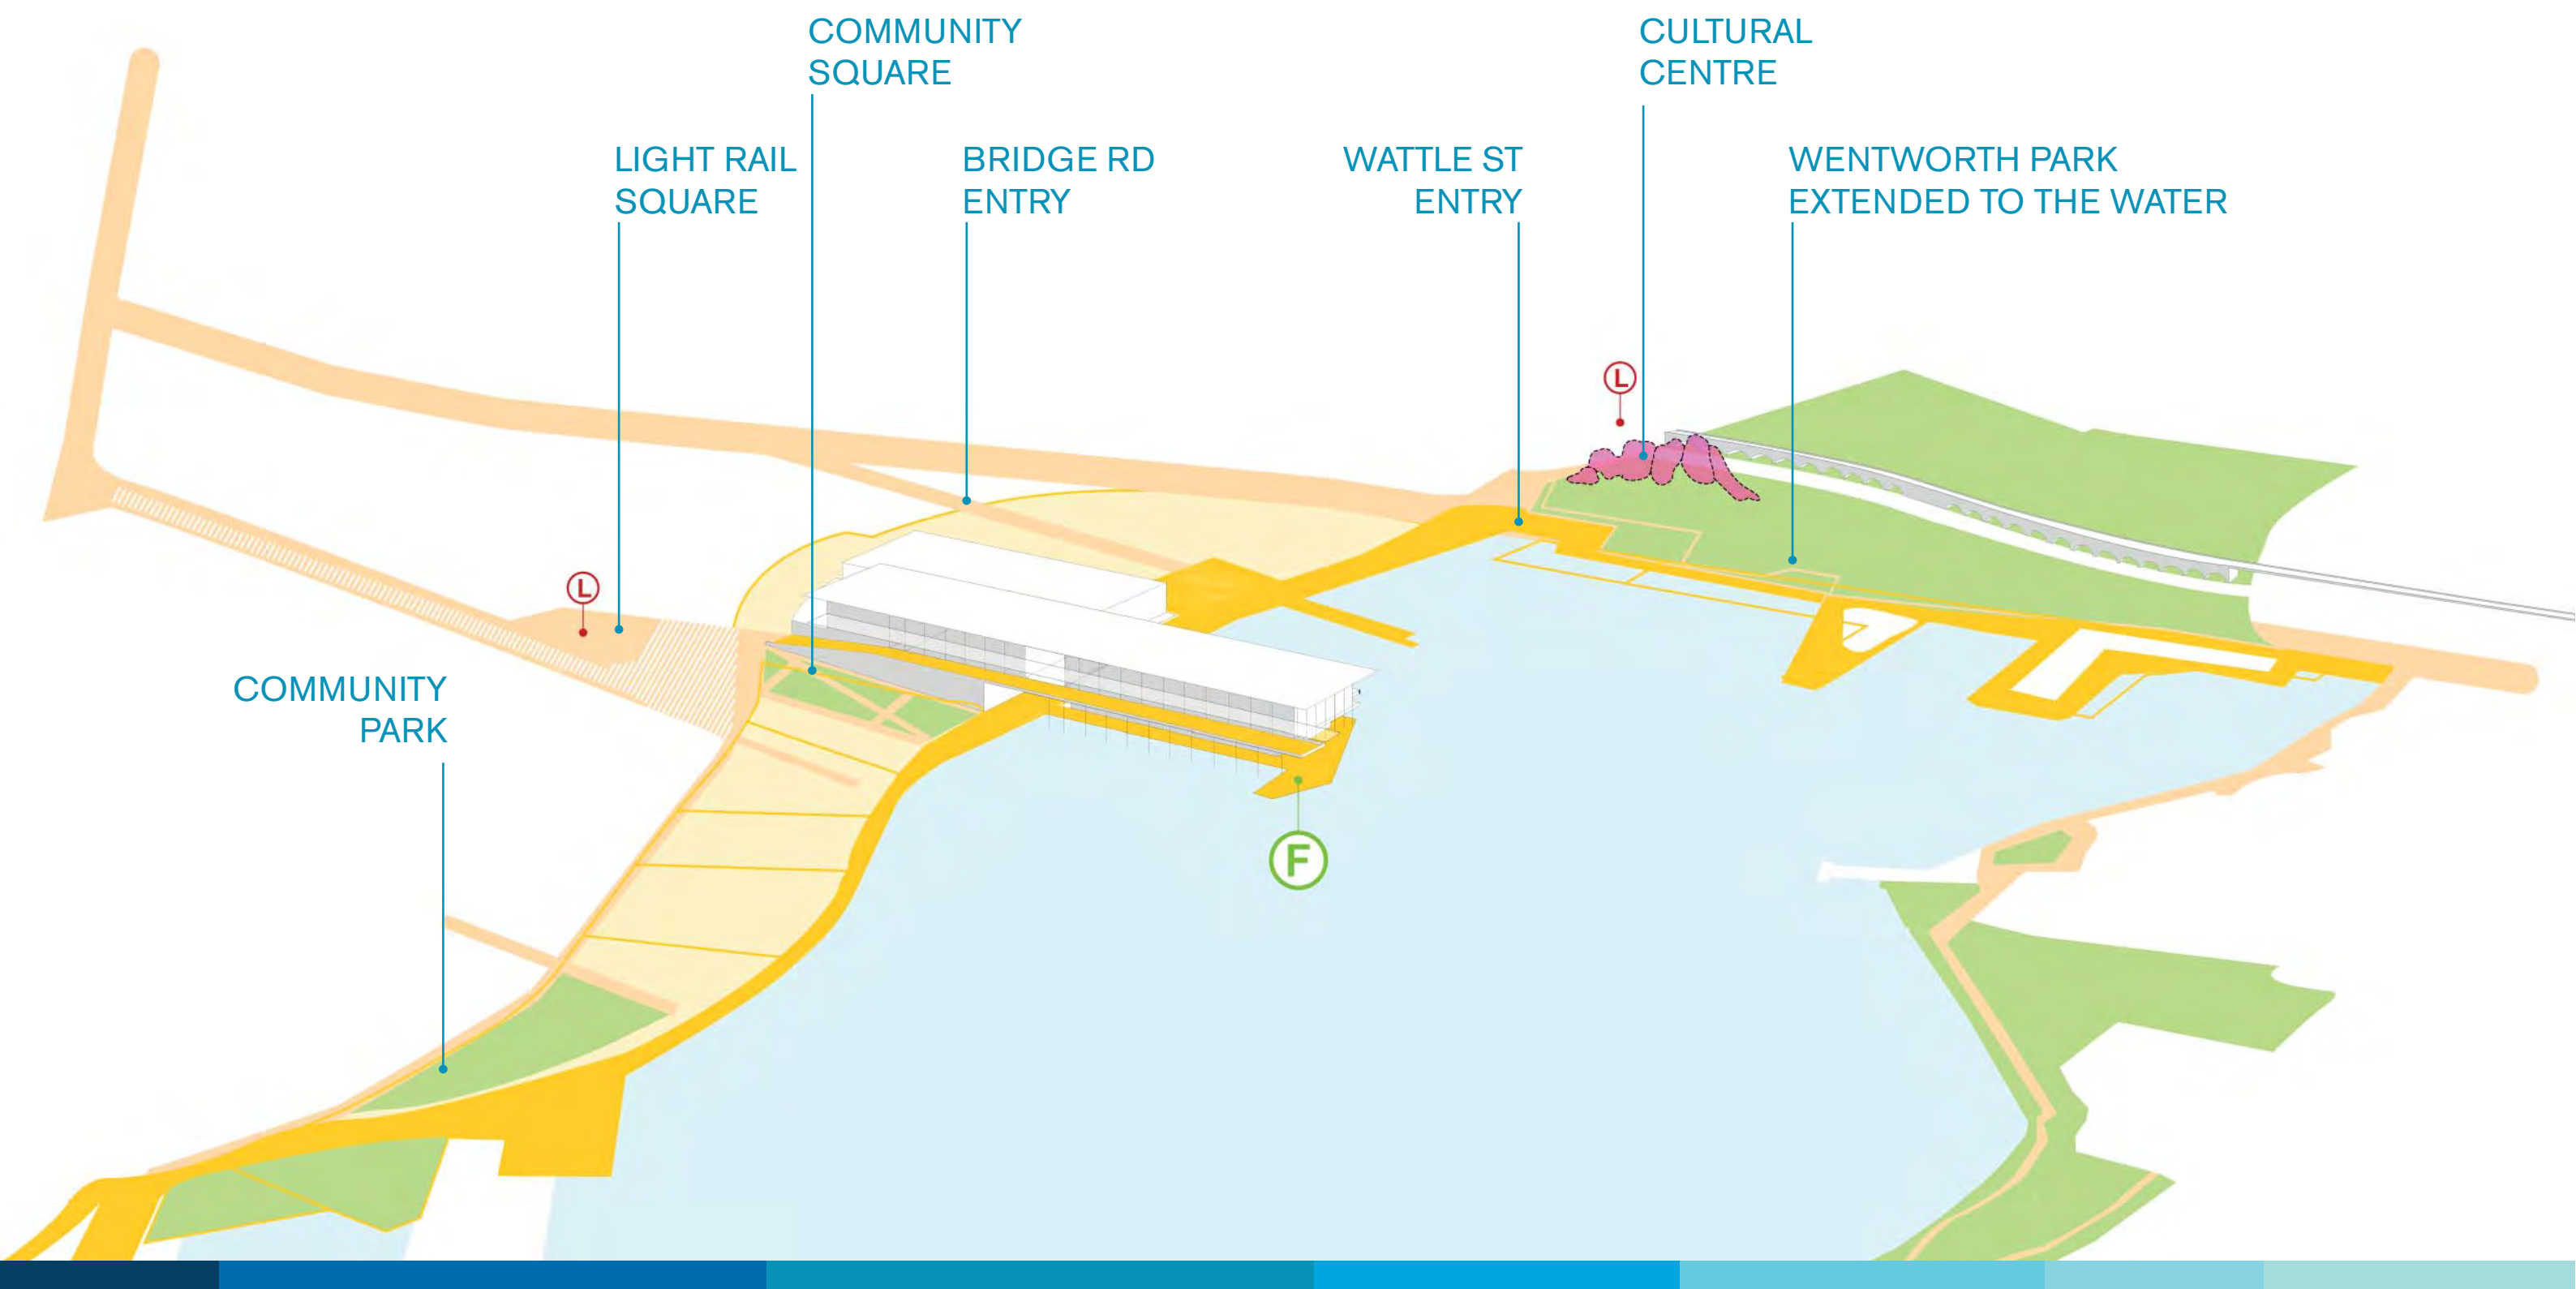 COMMUNITY
SQUARE
CULTURAL
CENTRE
LIGHT RAIL
SQUARE
BRIDGE RD
ENTRY
WATTLE ST
ENTRY
WENTWORTH PARK
EXTENDED TO THE WATER
L
L
COMMUNITY
PARK
F